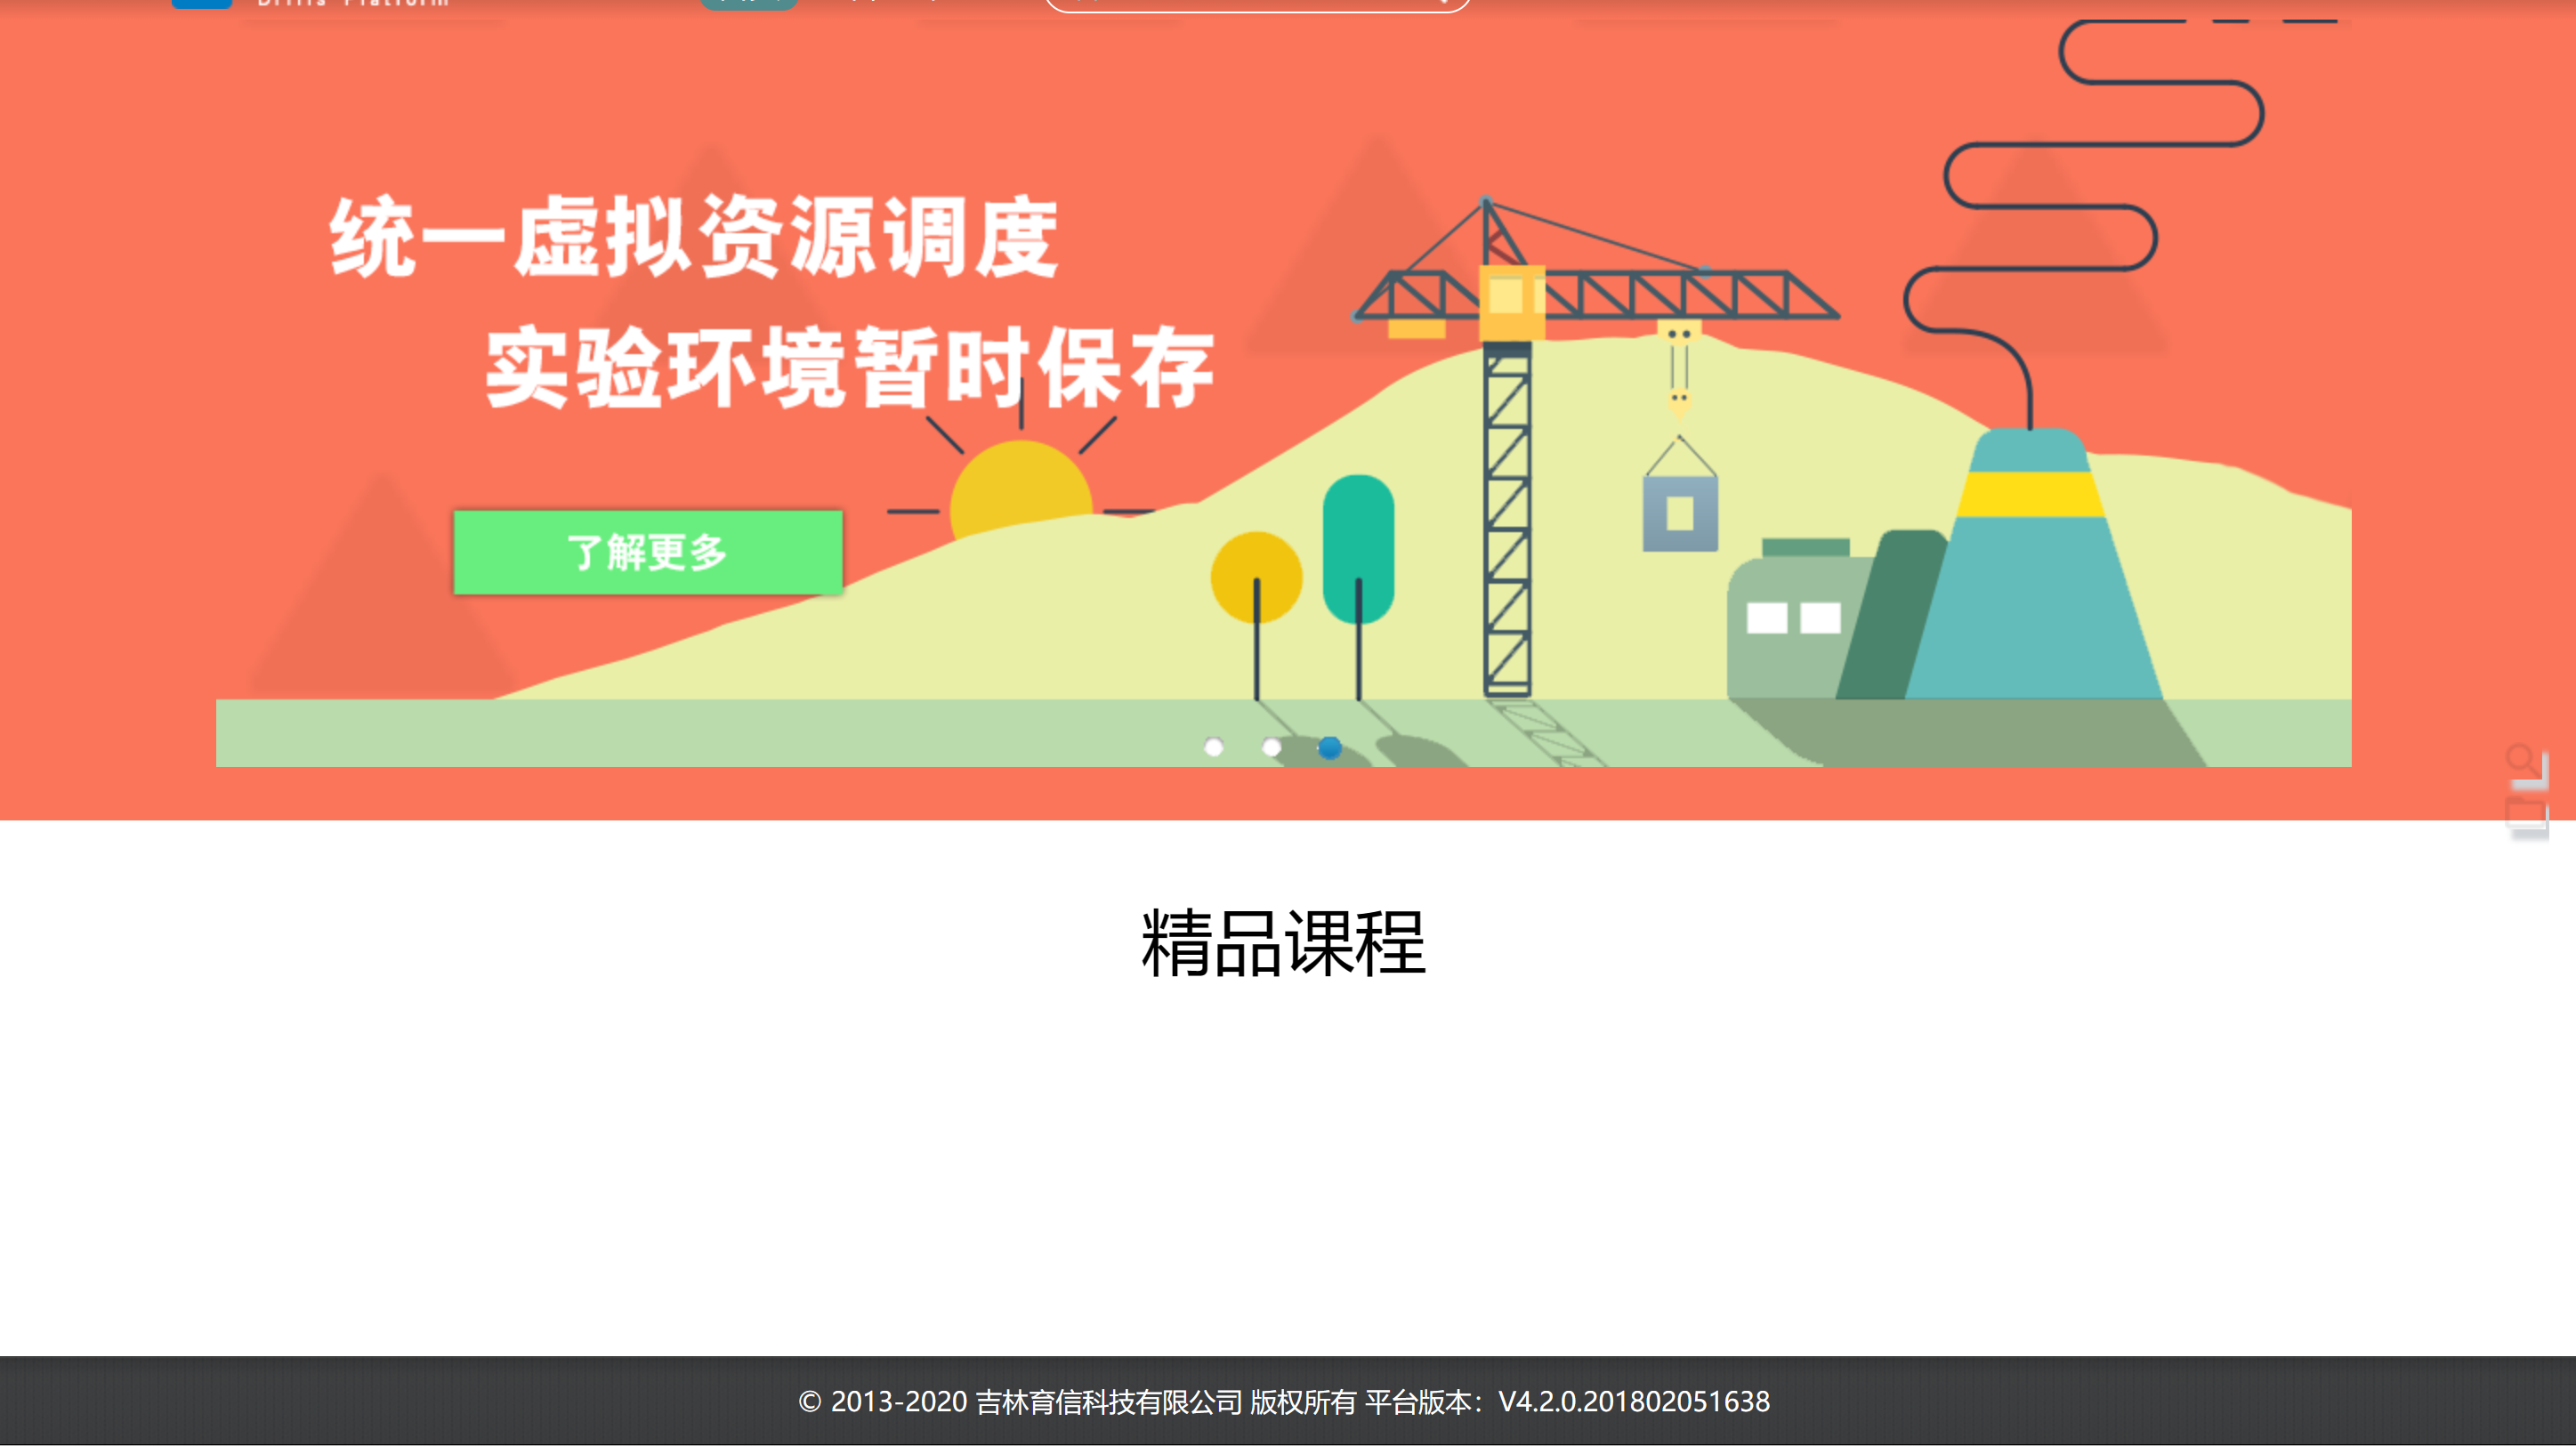 Drills Platform
统一虚拟资源调度
实验环境暂时保存
了解更多
精品课程
© 2013-2020 吉林育信科技有限公司 版权所有 平台版本：V4.2.0.201802051638